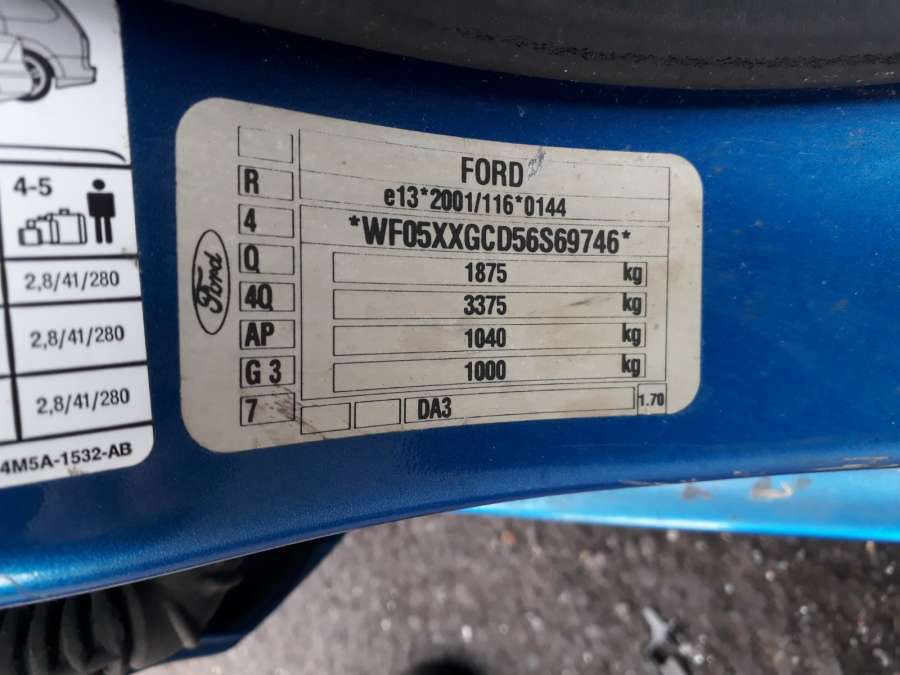 4-5
2,8/41/280
2,8/41/280
2,8/41/280
4M5A-1532-AB
Ford
FORD
R
e13*2001/116*0144
4
*WF05XXGCD56S69746*
Q
1875 kg
4Q
3375 kg
AP
1040 kg
G 3
1000 kg
7
DA3
1.70